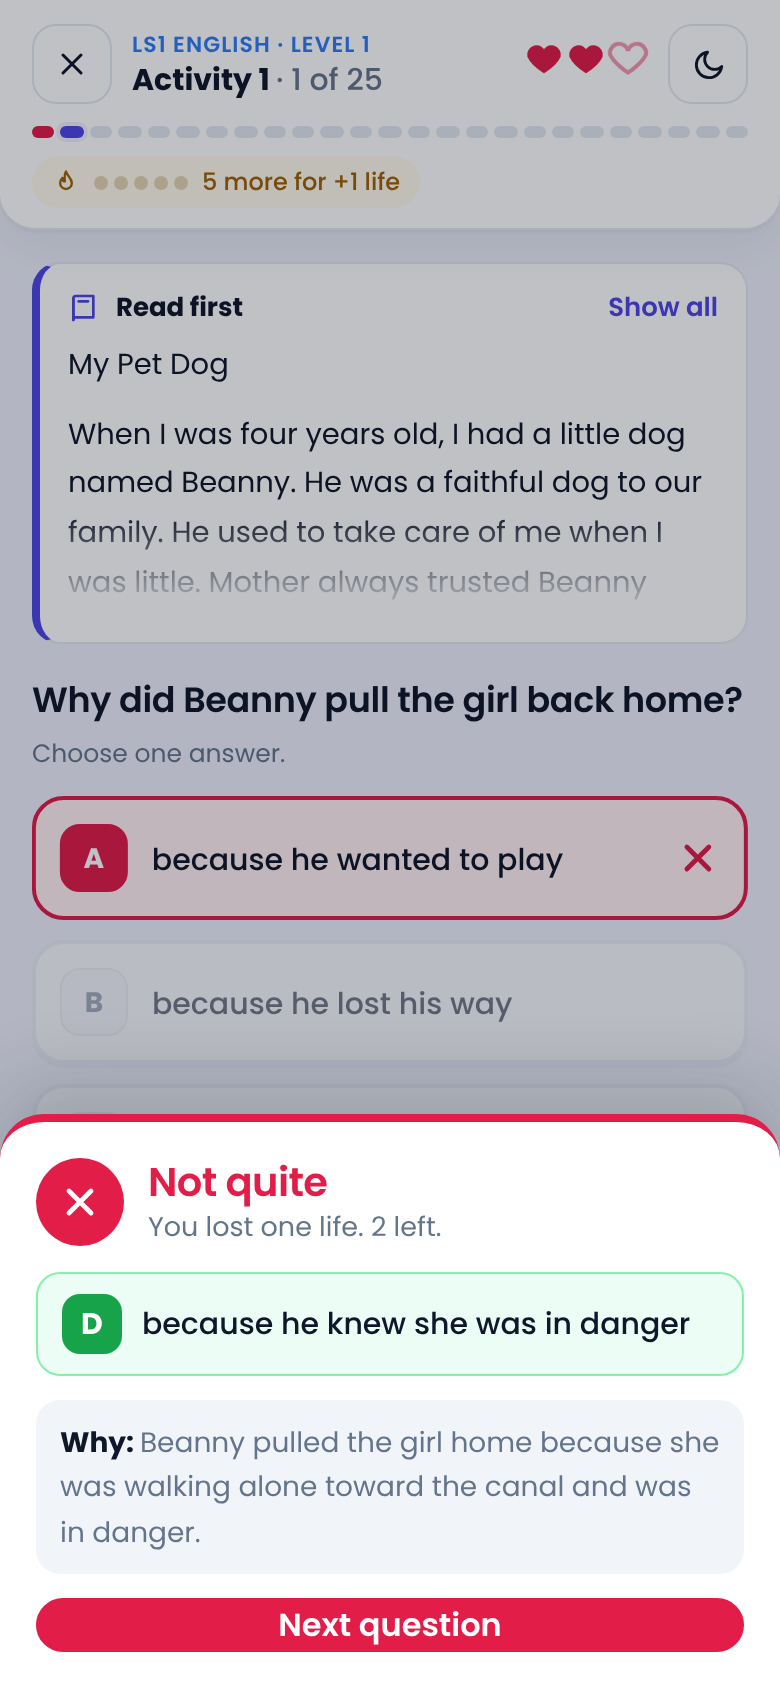 LS1 ENGLISH · LEVEL 1
Activity 1 · 1 of 25
5 more for +1 life
Read first
Show all
My Pet Dog
When I was four years old, I had a little dog
named Beanny. He was a faithful dog to our
family. He used to take care of me when I
was little. Mother always trusted Beanny
Why did Beanny pull the girl back home?
Choose one answer.
A because he wanted to play
B because he lost his way
Not quite
You lost one life. 2 left.
D because he knew she was in danger
Why: Beanny pulled the girl home because she
was walking alone toward the canal and was
in danger.
Next question